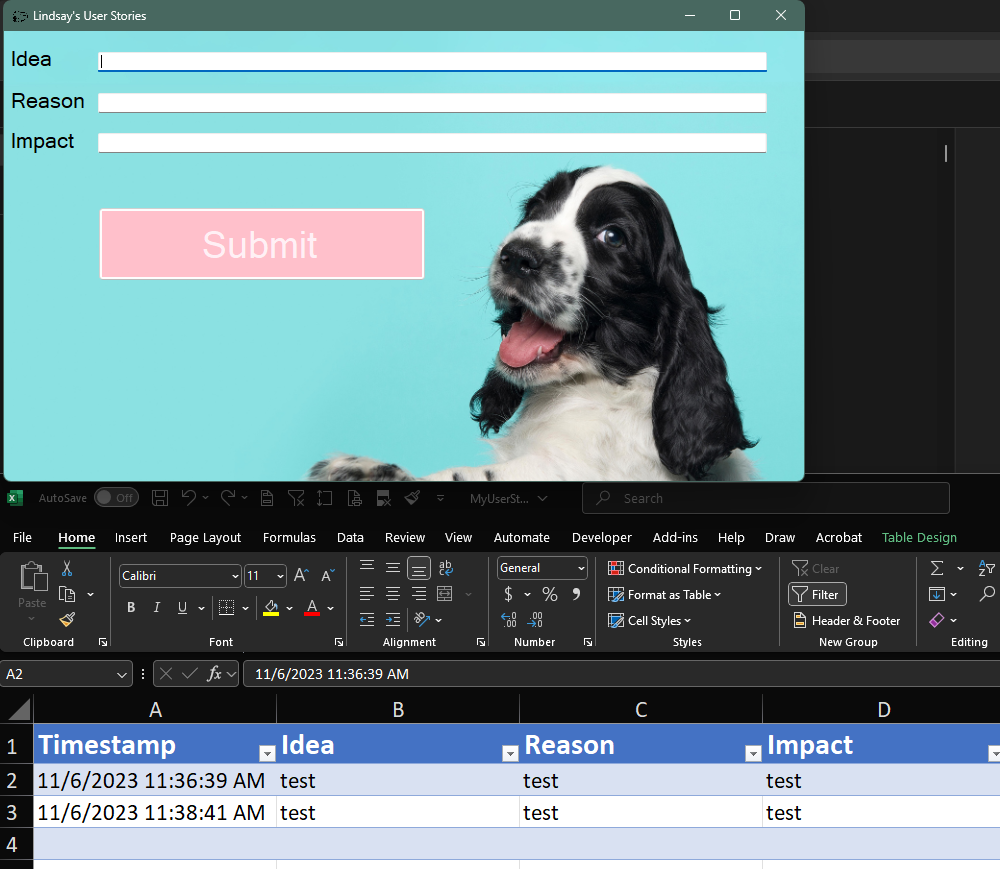 Lindsay's User Stories
Idea
Reason
Impact
Submit
AutoSave Off MyUserSt... Search
File Home Insert Page Layout Formulas Data Review View Automate Developer Add-ins Help Draw Acrobat Table Design
Paste
Calibri 11 A A
B I U A
ab
General
$ % 9
.00
Conditional Formatting
Format as Table
Cell Styles
Clear
Filter
Header & Footer
Clipboard Font Alignment Number Styles New Group Editing
A2 fx 11/6/2023 11:36:39 AM
A B C D
1 Timestamp Idea Reason Impact
2 11/6/2023 11:36:39 AM test test test
3 11/6/2023 11:38:41 AM test test test
4